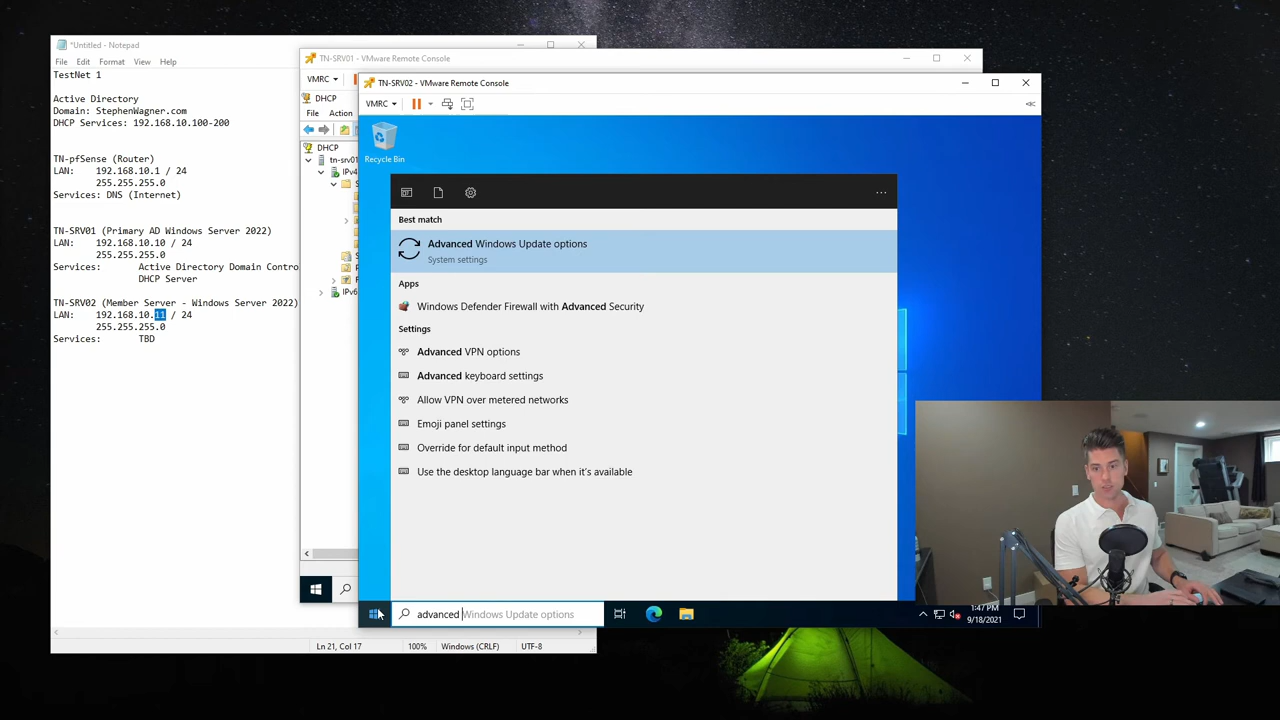 *Untitled - Notepad
File Edit Format View Help
TestNet 1
Active Directory
Domain: StephenWagner.com
DHCP Services: 192.168.10.100-200
TN-pfSense (Router)
LAN: 192.168.10.1 / 24
255.255.255.0
Services: DNS (Internet)
TN-SRV01 (Primary AD Windows Server 2022)
LAN: 192.168.10.10 / 24
255.255.255.0
Services: Active Directory Domain Contro
DHCP Server
TN-SRV02 (Member Server - Windows Server 2022)
LAN: 192.168.10.11 / 24
255.255.255.0
Services: TBD
Ln 21, Col 17 100% Windows (CRLF) UTF-8
TN-SRV01 - VMware Remote Console
VMRC
DHCP
File Action
DHCP
tn-srv01
IPv4
IPv6
TN-SRV02 - VMware Remote Console
VMRC
Recycle Bin
Best match
Advanced Windows Update options
System settings
Apps
Windows Defender Firewall with Advanced Security
Settings
Advanced VPN options
Advanced keyboard settings
Allow VPN over metered networks
Emoji panel settings
Override for default input method
Use the desktop language bar when it's available
advanced Windows Update options
1:47 PM
9/18/2021